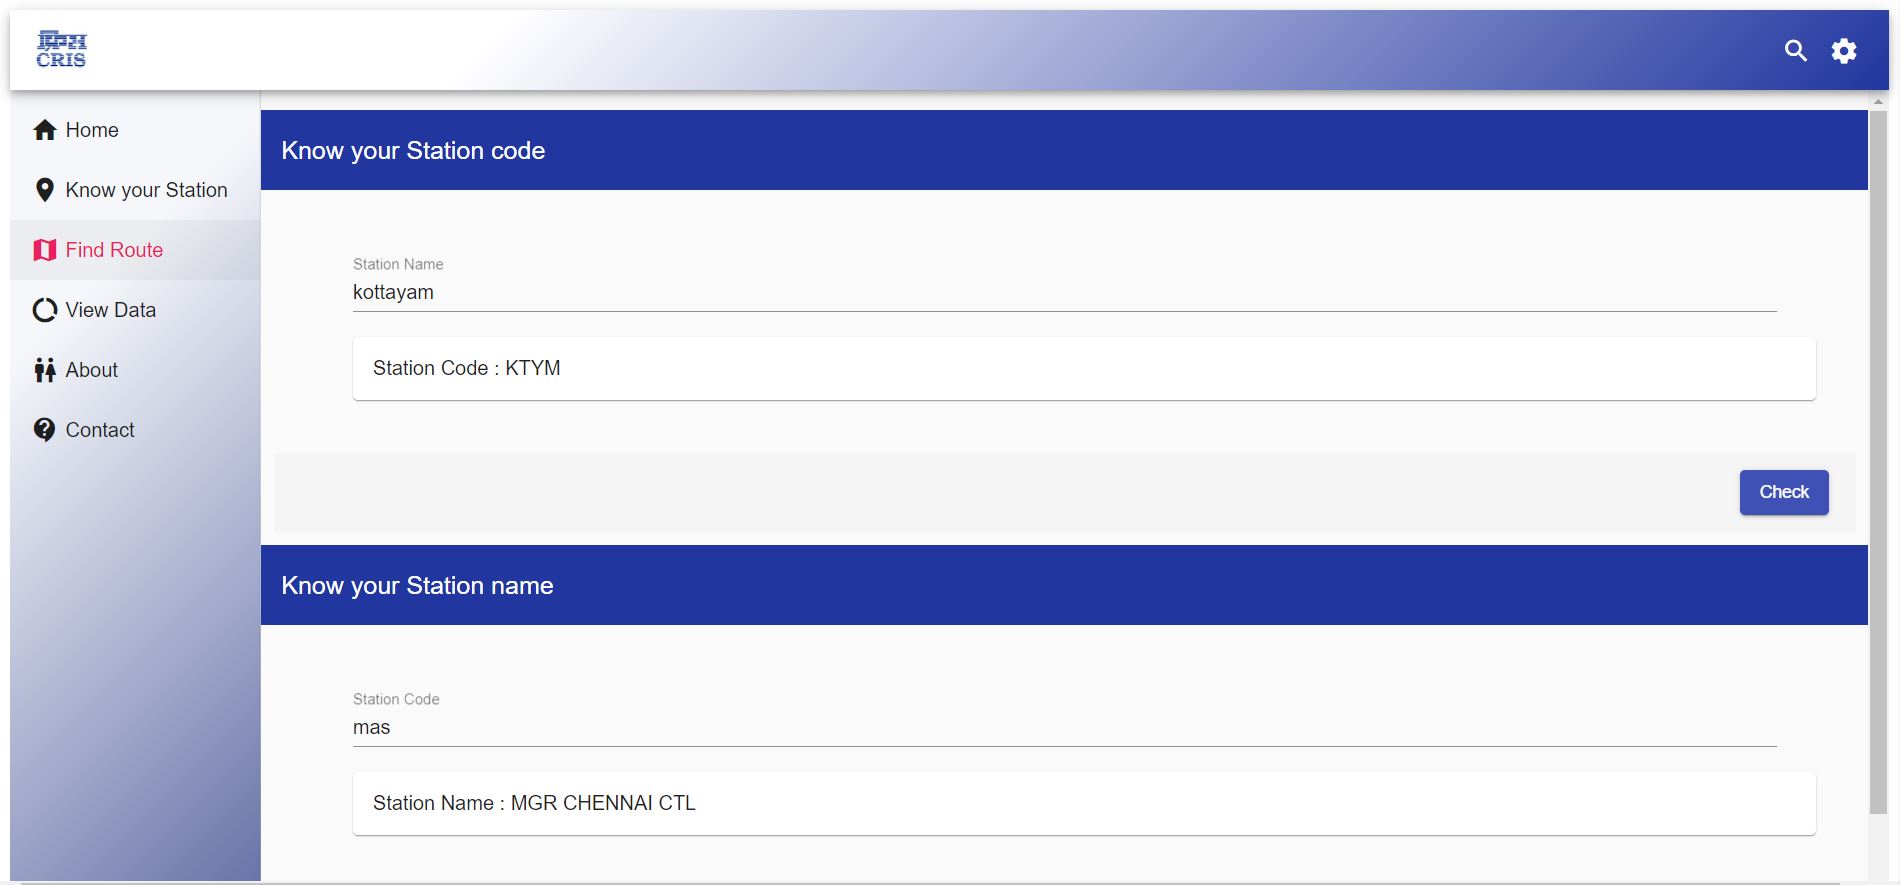 CRIS
Home
Know your Station
Find Route
View Data
About
Contact
Know your Station code
Station Name
kottayam
Station Code : KTYM
Check
Know your Station name
Station Code
mas
Station Name : MGR CHENNAI CTL